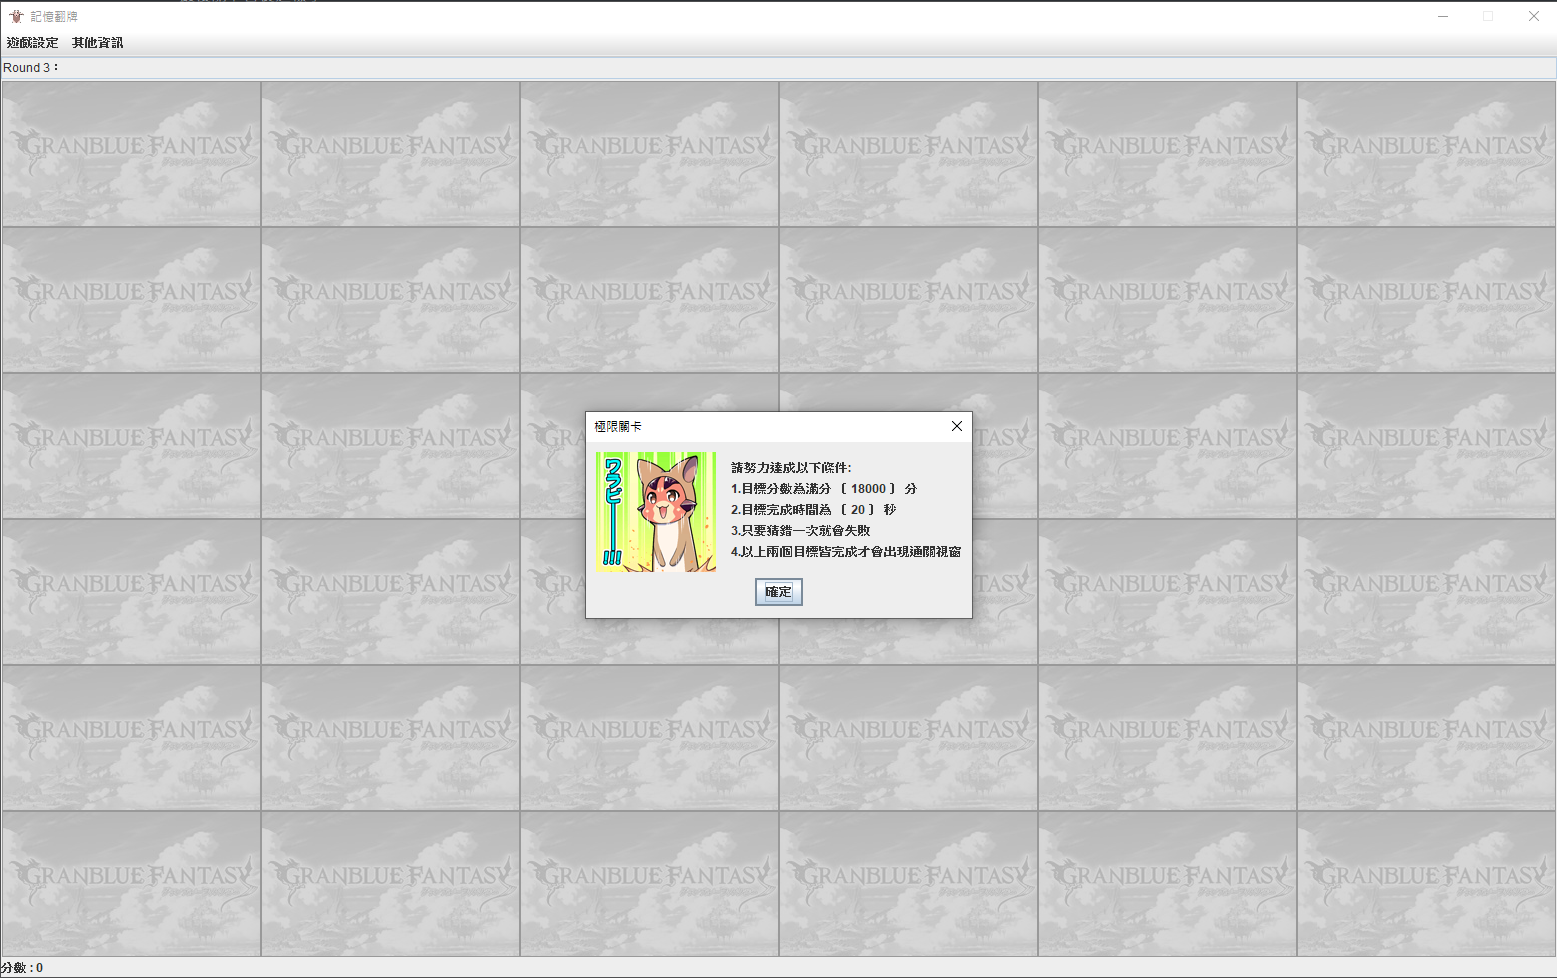 記憶翻牌
遊戲設定 其他資訊
Round 3：
GRANBLUE FANTASY GRANBLUE FANTASY GRANBLUE FANTASY GRANBLUE FANTASY GRANBLUE FANTASY GRANBLUE FANTASY
GRANBLUE FANTASY GRANBLUE FANTASY GRANBLUE FANTASY GRANBLUE FANTASY GRANBLUE FANTASY GRANBLUE FANTASY
極限關卡
ワラビー!!!
請努力達成以下條件:
1.目標分數為滿分 〔 18000 〕 分
2.目標完成時間為 〔 20 〕 秒
3.只要猜錯一次就會失敗
4.以上兩個目標皆完成才會出現通關視窗
確定
GRANBLUE FANTASY GRANBLUE FANTASY GRANBLUE FANTASY GRANBLUE FANTASY
GRANBLUE FANTASY GRANBLUE FANTASY GRANBLUE FANTASY GRANBLUE FANTASY
GRANBLUE FANTASY GRANBLUE FANTASY GRANBLUE FANTASY GRANBLUE FANTASY GRANBLUE FANTASY GRANBLUE FANTASY
GRANBLUE FANTASY GRANBLUE FANTASY GRANBLUE FANTASY GRANBLUE FANTASY GRANBLUE FANTASY GRANBLUE FANTASY
分數 : 0